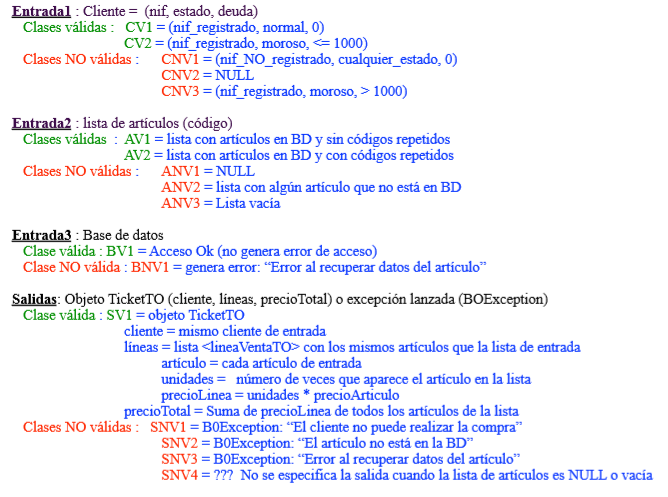 Entrada1 : Cliente = (nif, estado, deuda)
Clases válidas : CV1 = (nif_registrado, normal, 0)
CV2 = (nif_registrado, moroso, <= 1000)
Clases NO válidas : CNV1 = (nif_NO_registrado, cualquier_estado, 0)
CNV2 = NULL
CNV3 = (nif_registrado, moroso, > 1000)
Entrada2 : lista de artículos (código)
Clases válidas : AV1 = lista con artículos en BD y sin códigos repetidos
AV2 = lista con artículos en BD y con códigos repetidos
Clases NO válidas : ANV1 = NULL
ANV2 = lista con algún artículo que no está en BD
ANV3 = Lista vacía
Entrada3 : Base de datos
Clase válida : BV1 = Acceso Ok (no genera error de acceso)
Clase NO válida : BNV1 = genera error: “Error al recuperar datos del artículo”
Salidas: Objeto TicketTO (cliente, líneas, precioTotal) o excepción lanzada (BOException)
Clase válida : SV1 = objeto TicketTO
cliente = mismo cliente de entrada
líneas = lista <lineaVentaTO> con los mismos artículos que la lista de entrada
artículo = cada artículo de entrada
unidades = número de veces que aparece el artículo en la lista
precioLinea = unidades * precioArticulo
precioTotal = Suma de precioLinea de todos los artículos de la lista
Clases NO válidas : SNV1 = B0Exception: “El cliente no puede realizar la compra”
SNV2 = B0Exception: “El artículo no está en la BD”
SNV3 = B0Exception: “Error al recuperar datos del artículo”
SNV4 = ??? No se especifica la salida cuando la lista de artículos es NULL o vacía